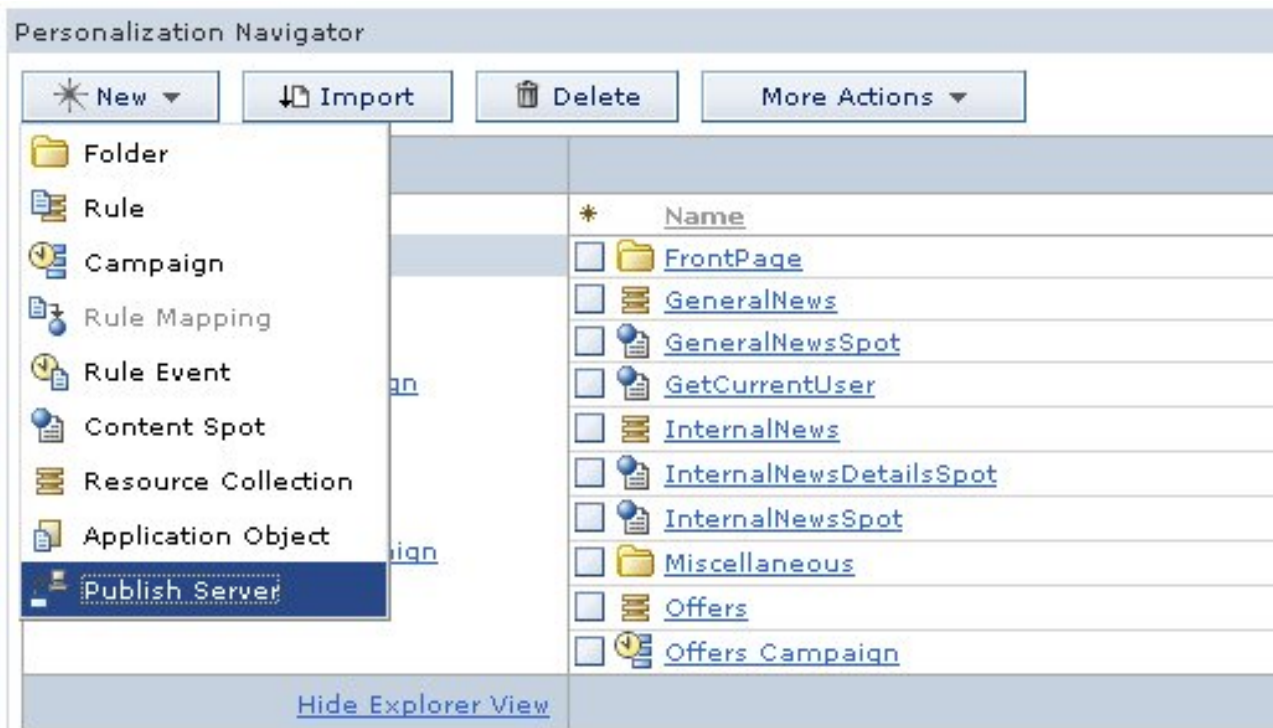 Personalization Navigator
New
Import
Delete
More Actions
Folder
Rule
Campaign
Rule Mapping
Rule Event
Content Spot
Resource Collection
Application Object
Publish Server
Name
FrontPage
GeneralNews
GeneralNewsSpot
GetCurrentUser
InternalNews
InternalNewsDetailsSpot
InternalNewsSpot
Miscellaneous
Offers
Offers Campaign
Hide Explorer View